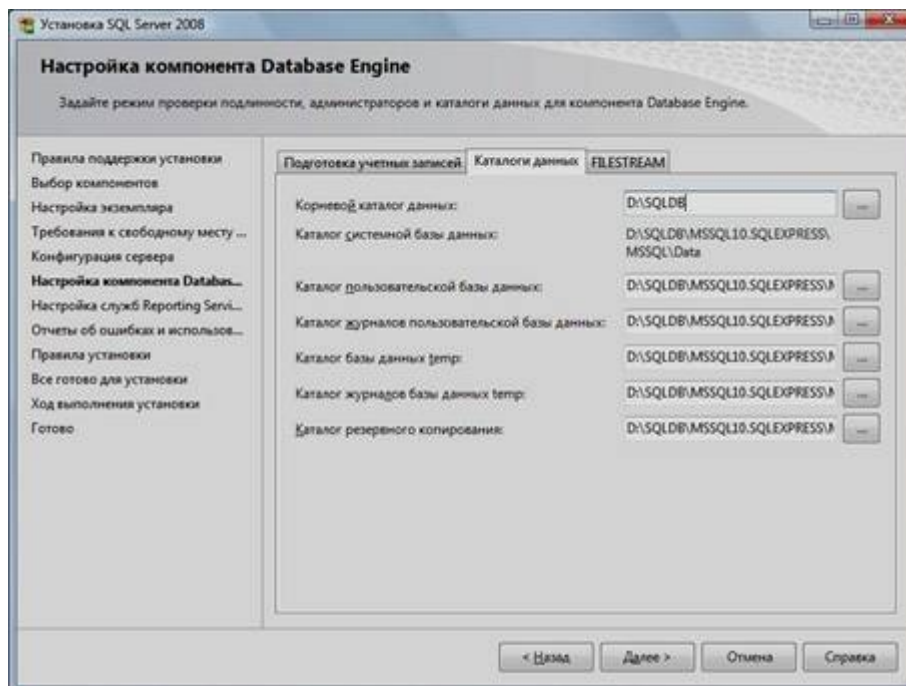 Установка SQL Server 2008
Настройка компонента Database Engine
Задайте режим проверки подлинности, администраторов и каталоги данных для компонента Database Engine.
Правила поддержки установки
Выбор компонентов
Настройка экземпляра
Требования к свободному месту ...
Конфигурация сервера
Настройка компонента Databas...
Настройка служб Reporting Servi...
Отчеты об ошибках и использов...
Правила установки
Все готово для установки
Ход выполнения установки
Готово
Подготовка учетных записей Каталоги данных FILESTREAM
Корневой каталог данных: D:\SQLDB ...
Каталог системной базы данных: D:\SQLDB\MSSQL10.SQLEXPRESS\
MSSQL\Data
Каталог пользовательской базы данных: D:\SQLDB\MSSQL10.SQLEXPRESS\M ...
Каталог журналов пользовательской базы данных: D:\SQLDB\MSSQL10.SQLEXPRESS\M ...
Каталог базы данных temp: D:\SQLDB\MSSQL10.SQLEXPRESS\M ...
Каталог журналов базы данных temp: D:\SQLDB\MSSQL10.SQLEXPRESS\M ...
Каталог резервного копирования: D:\SQLDB\MSSQL10.SQLEXPRESS\M ...
< Назад Далее > Отмена Справка